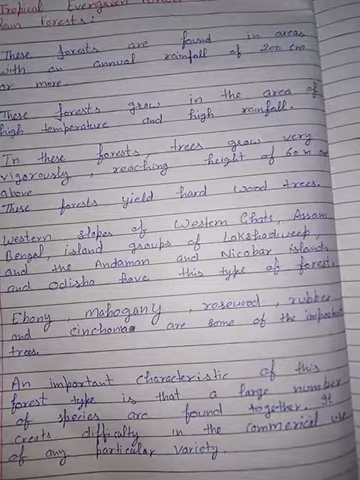 Tropical Evergreen
Rain Forests:
These forests are found in areas
with an annual rainfall of 200 cm
or more.
These forests grow in the area of
high temperature and high rainfall.
In these forests, trees grow very
vigorously, reaching height of 60 m or
above
These forests yield hard wood trees.
Western slopes of Western Ghats, Assam
Bengal, island groups of Lakshadweep,
and the Andaman and Nicobar islands
and Odisha have this type of forest.
Ebony, mahogany, rosewood, rubber
and cinchona are some of the important
trees.
An important characteristic of this
forest type is that a large number
of species are found together. It
creats difficulty in the commerical use
of any particular variety.